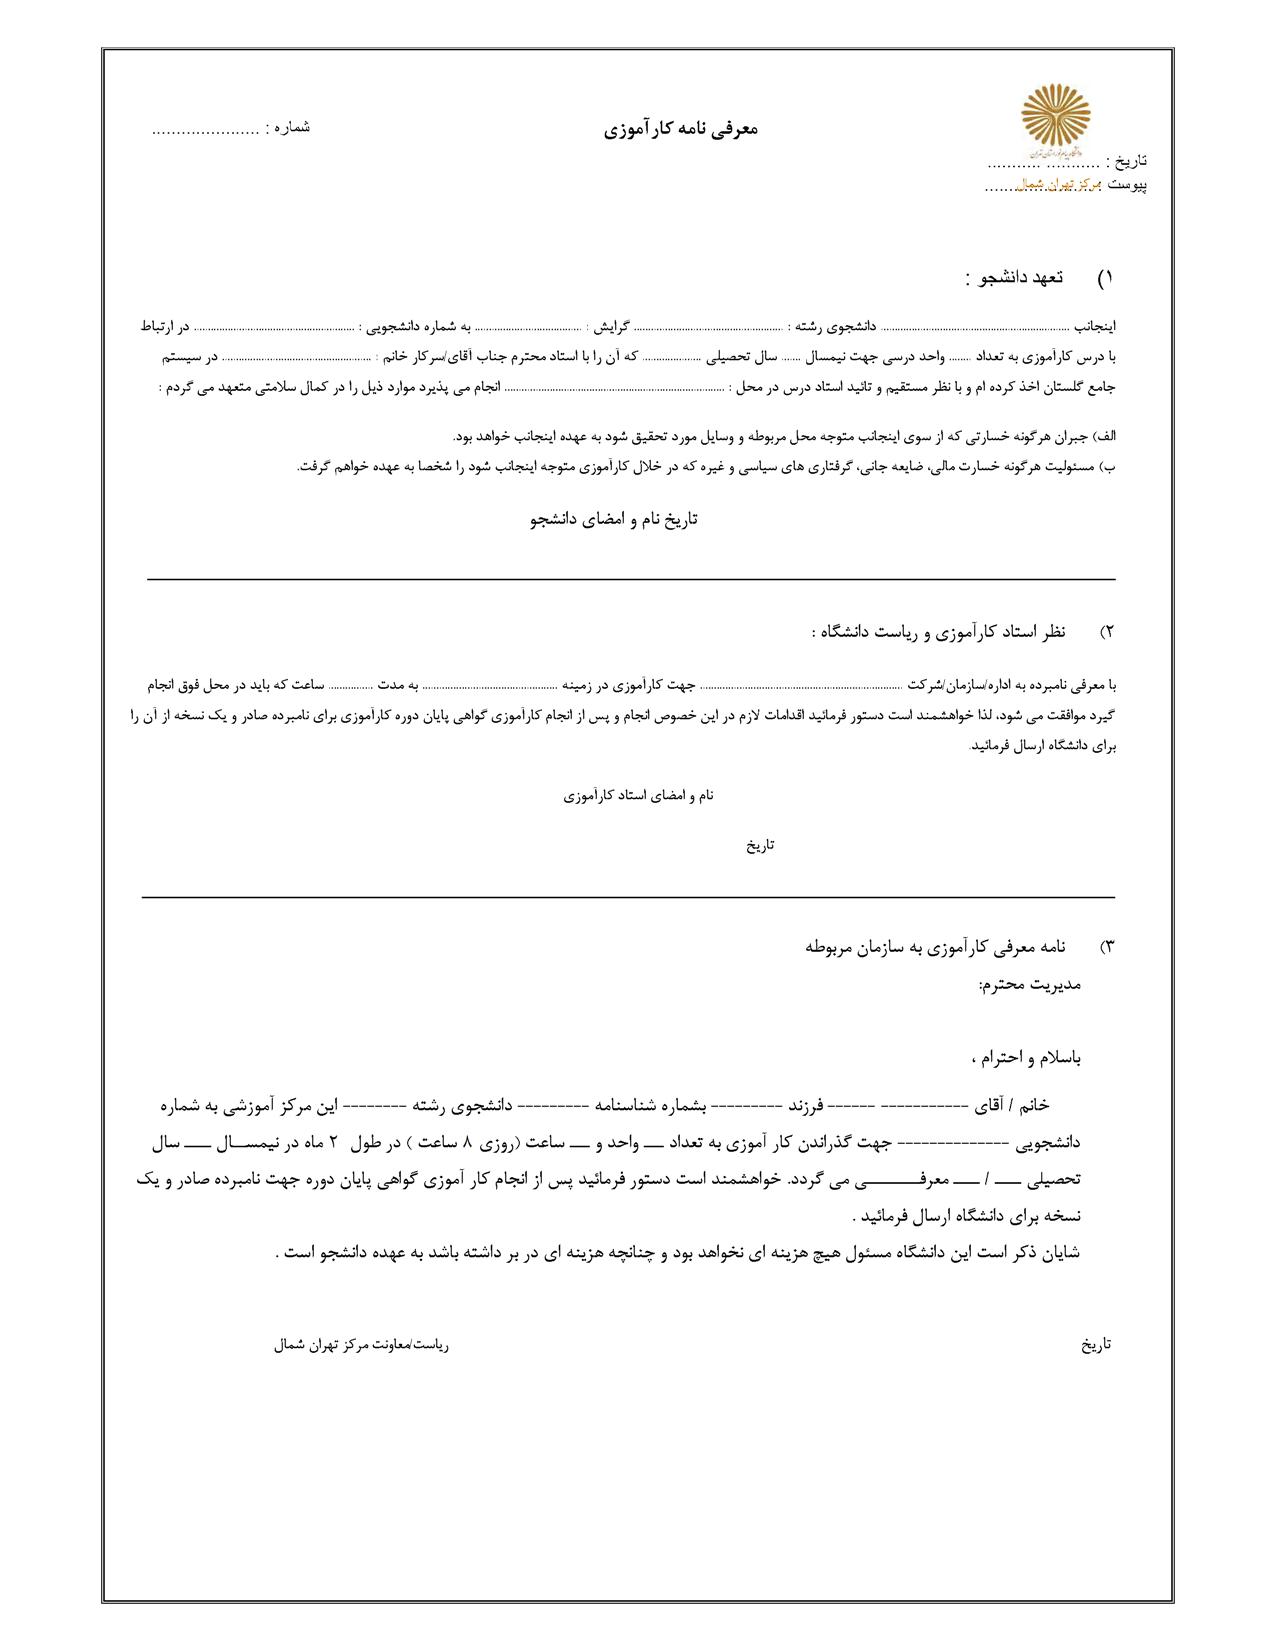 معرفی نامه کارآموزی
شماره : ......................
دانشگاه پیام نور استان تهران
تاریخ : ........... ...........
مرکز تهران شمال
پیوست : ......................
۱) تعهد دانشجو :
اینجانب .................................................................. دانشجوی رشته : .................................................... گرایش : ..................................... به شماره دانشجویی : ........................................................ در ارتباط
با درس کارآموزی به تعداد ........ واحد درسی جهت نیمسال ....... سال تحصیلی ..................... که آن را با استاد محترم جناب آقای/سرکار خانم : ..................................................... در سیستم
جامع گلستان اخذ کرده ام و با نظر مستقیم و تائید استاد درس در محل : .............................................................................. انجام می پذیرد موارد ذیل را در کمال سلامتی متعهد می گردم :
الف) جبران هرگونه خسارتی که از سوی اینجانب متوجه محل مربوطه و وسایل مورد تحقیق شود به عهده اینجانب خواهد بود.
ب) مسئولیت هرگونه خسارت مالی، ضایعه جانی، گرفتاری های سیاسی و غیره که در خلال کارآموزی متوجه اینجانب شود را شخصا به عهده خواهم گرفت.
تاریخ نام و امضای دانشجو
۲) نظر استاد کارآموزی و ریاست دانشگاه :
با معرفی نامبرده به اداره/سازمان/شرکت .................................................................... جهت کارآموزی در زمینه .............................................. به مدت ............... ساعت که باید در محل فوق انجام
گیرد موافقت می شود، لذا خواهشمند است دستور فرمائید اقدامات لازم در این خصوص انجام و پس از انجام کارآموزی گواهی پایان دوره کارآموزی برای نامبرده صادر و یک نسخه از آن را
برای دانشگاه ارسال فرمائید.
نام و امضای استاد کارآموزی
تاریخ
۳) نامه معرفی کارآموزی به سازمان مربوطه
مدیریت محترم:
باسلام و احترام ،
خانم / آقای ----------- ------ فرزند --------- بشماره شناسنامه --------- دانشجوی رشته -------- این مرکز آموزشی به شماره
دانشجویی -------------- جهت گذراندن کار آموزی به تعداد ــــ واحد و ــــ ساعت (روزی ۸ ساعت ) در طول ۲ ماه در نیمســال ـــــ سال
تحصیلی ـــــ / ـــــ معرفـــــــــی می گردد. خواهشمند است دستور فرمائید پس از انجام کار آموزی گواهی پایان دوره جهت نامبرده صادر و یک
نسخه برای دانشگاه ارسال فرمائید .
شایان ذکر است این دانشگاه مسئول هیچ هزینه ای نخواهد بود و چنانچه هزینه ای در بر داشته باشد به عهده دانشجو است .
تاریخ
ریاست/معاونت مرکز تهران شمال